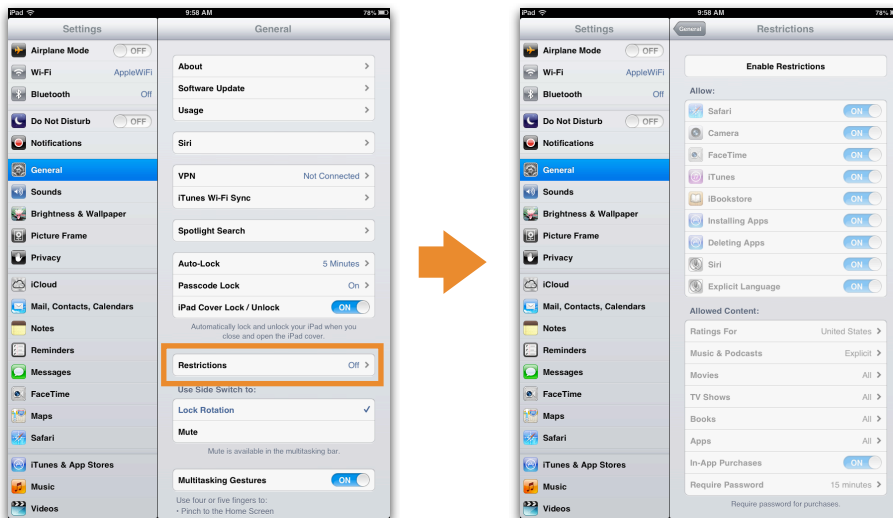 iPad 9:58 AM 78%
Settings General
Airplane Mode OFF
Wi-Fi AppleWiFi
Bluetooth Off
Do Not Disturb OFF
Notifications
General
Sounds
Brightness & Wallpaper
Picture Frame
Privacy
iCloud
Mail, Contacts, Calendars
Notes
Reminders
Messages
FaceTime
Maps
Safari
iTunes & App Stores
Music
Videos
About
Software Update
Usage
Siri
VPN Not Connected
iTunes Wi-Fi Sync
Spotlight Search
Auto-Lock 5 Minutes
Passcode Lock On
iPad Cover Lock / Unlock ON
Automatically lock and unlock your iPad when you
close and open the iPad cover.
Restrictions Off
Use Side Switch to:
Lock Rotation ✓
Mute
Mute is available in the multitasking bar.
Multitasking Gestures ON
Use four or five fingers to:
• Pinch to the Home Screen
iPad 9:58 AM 78%
Settings General Restrictions
Airplane Mode OFF
Wi-Fi AppleWiFi
Bluetooth Off
Do Not Disturb OFF
Notifications
General
Sounds
Brightness & Wallpaper
Picture Frame
Privacy
iCloud
Mail, Contacts, Calendars
Notes
Reminders
Messages
FaceTime
Maps
Safari
iTunes & App Stores
Music
Videos
Enable Restrictions
Allow:
Safari ON
Camera ON
FaceTime ON
iTunes ON
iBookstore ON
Installing Apps ON
Deleting Apps ON
Siri ON
Explicit Language ON
Allowed Content:
Ratings For United States
Music & Podcasts Explicit
Movies All
TV Shows All
Books All
Apps All
In-App Purchases ON
Require Password 15 minutes
Require password for purchases.